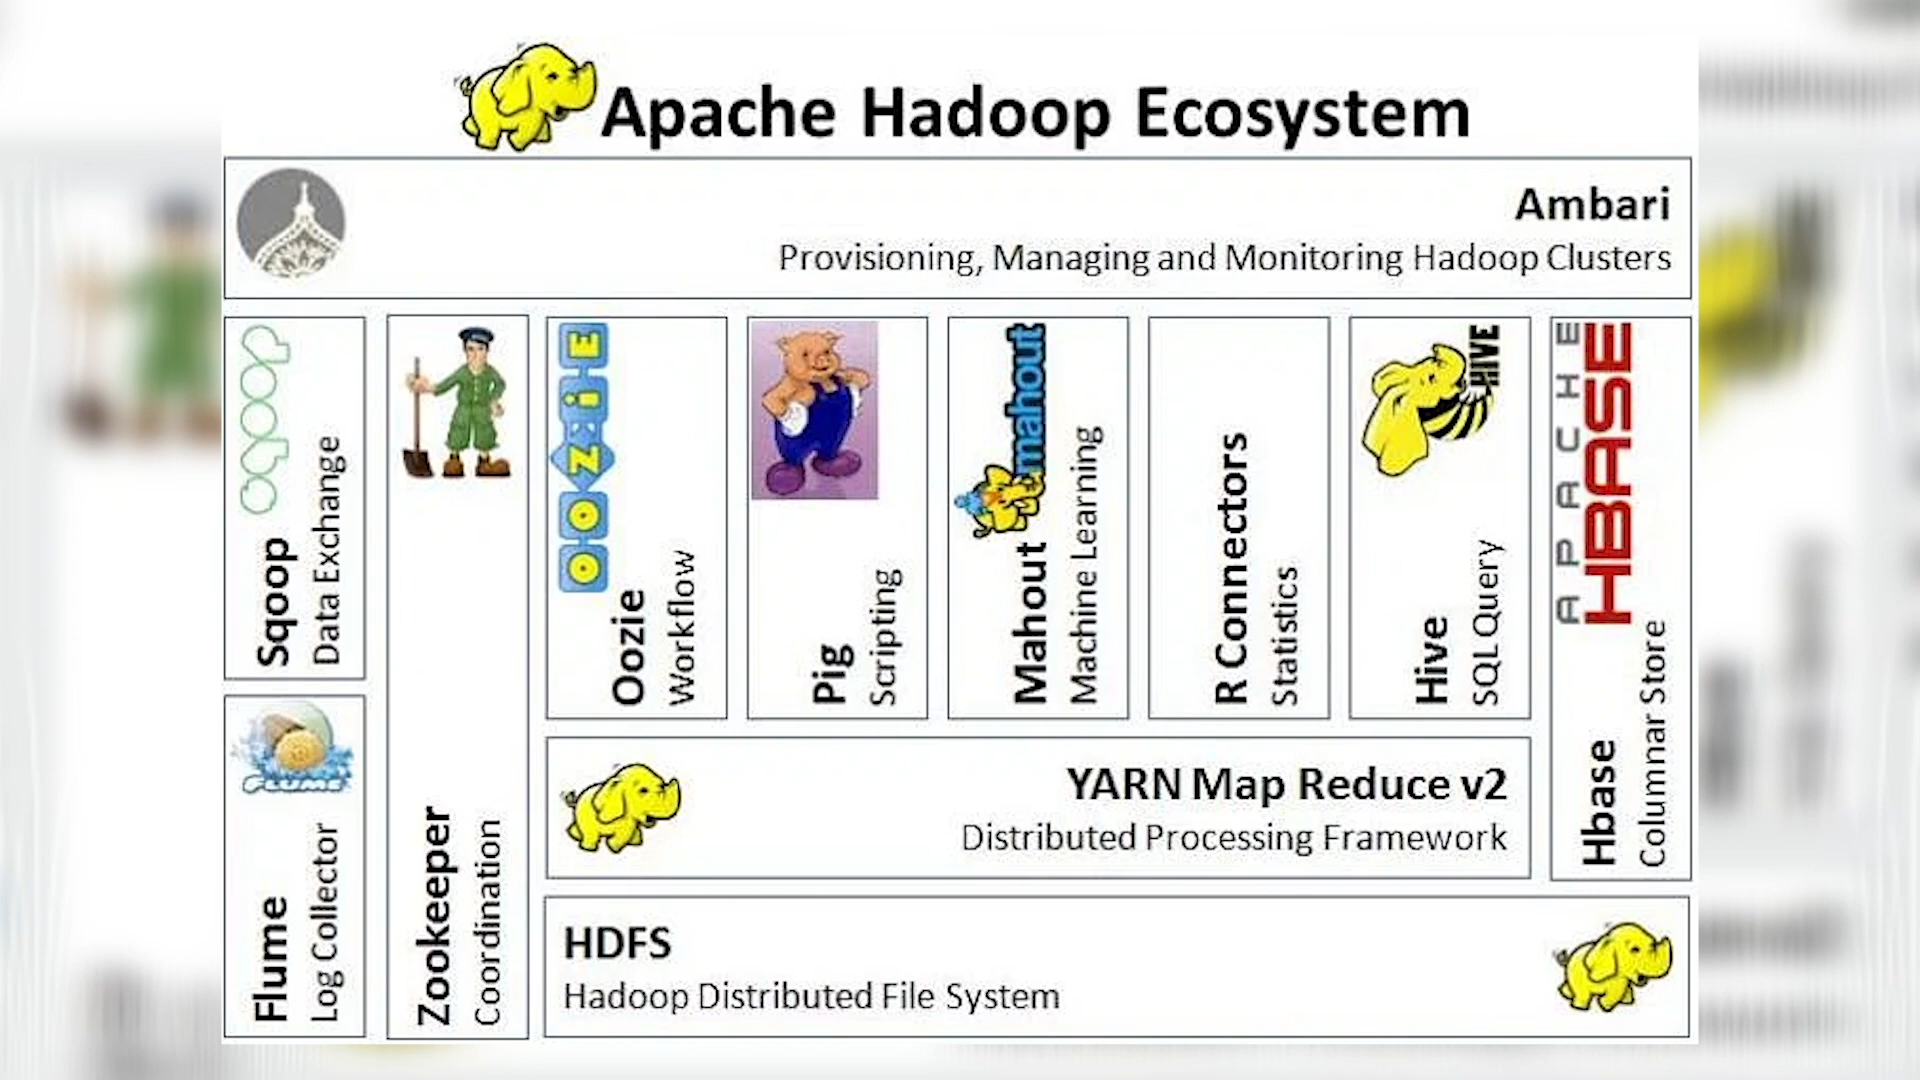 Apache Hadoop Ecosystem
Ambari
Provisioning, Managing and Monitoring Hadoop Clusters
sqoop
Sqoop
Data Exchange
Zookeeper
Coordination
OOZIE
Oozie
Workflow
Pig
Scripting
mahout
Mahout
Machine Learning
R Connectors
Statistics
HIVE
Hive
SQL Query
APACHE
HBASE
Hbase
Columnar Store
FLUME
Flume
Log Collector
YARN Map Reduce v2
Distributed Processing Framework
HDFS
Hadoop Distributed File System